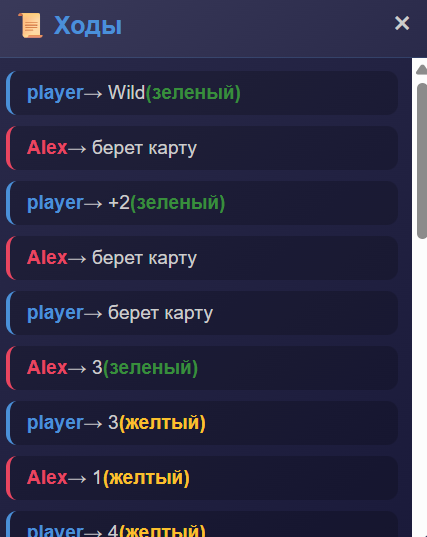 📜 Ходы ×
player→ Wild(зеленый)
Alex→ берет карту
player→ +2(зеленый)
Alex→ берет карту
player→ берет карту
Alex→ 3(зеленый)
player→ 3(желтый)
Alex→ 1(желтый)
player→ 4(желтый)